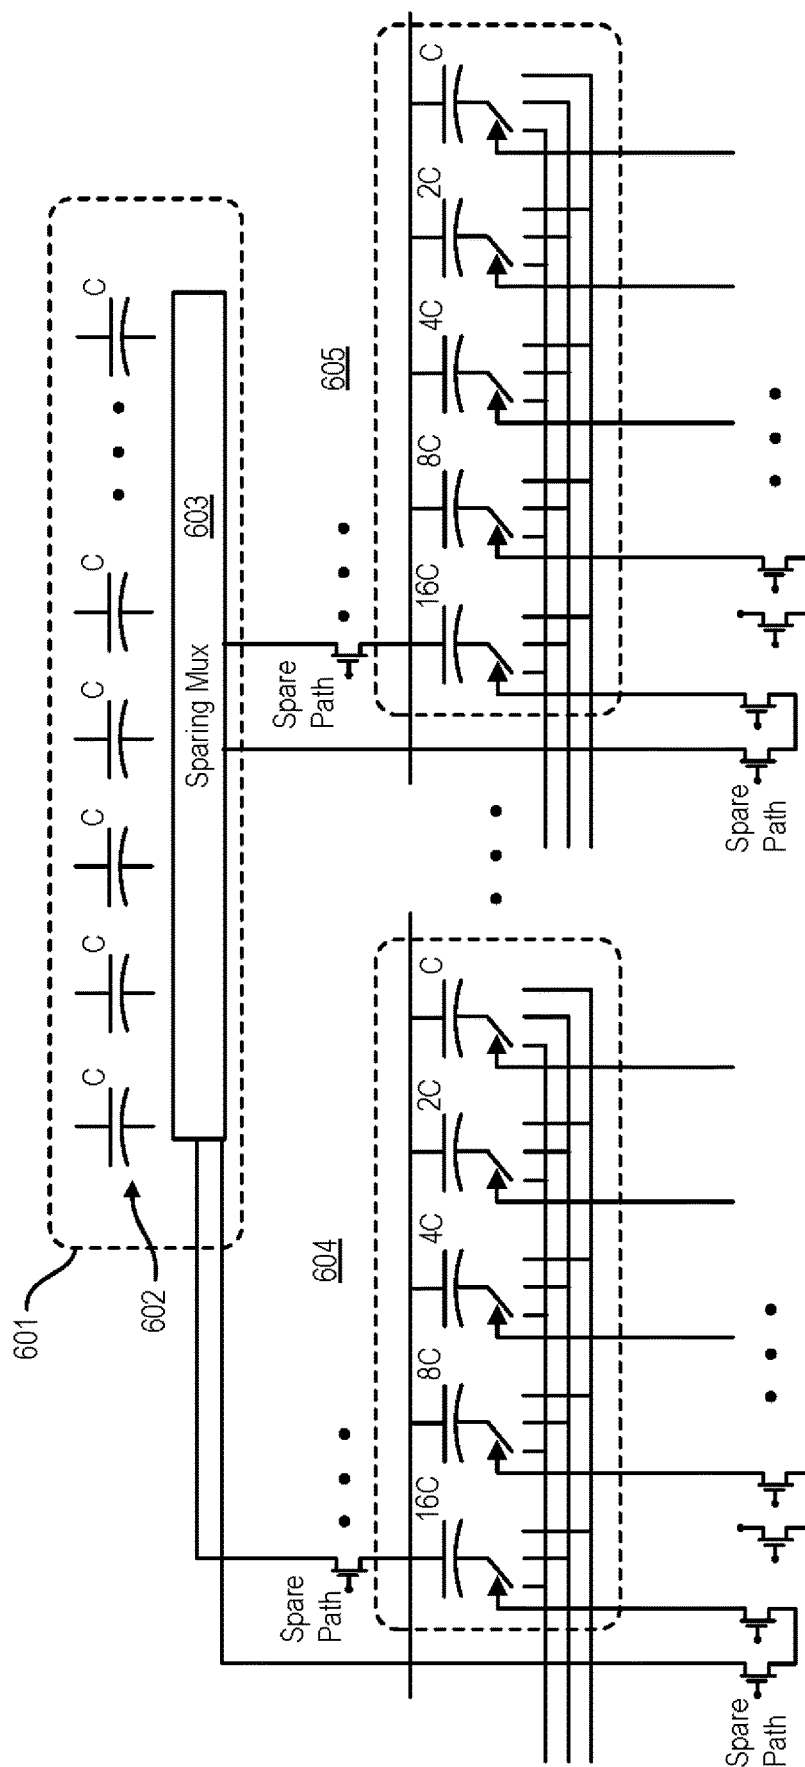 601
602
C
C
C
C
C
C
Sparing Mux
603
Spare
Path
604
16C
8C
4C
2C
C
Spare
Path
Spare
Path
605
16C
8C
4C
2C
C
Spare
Path